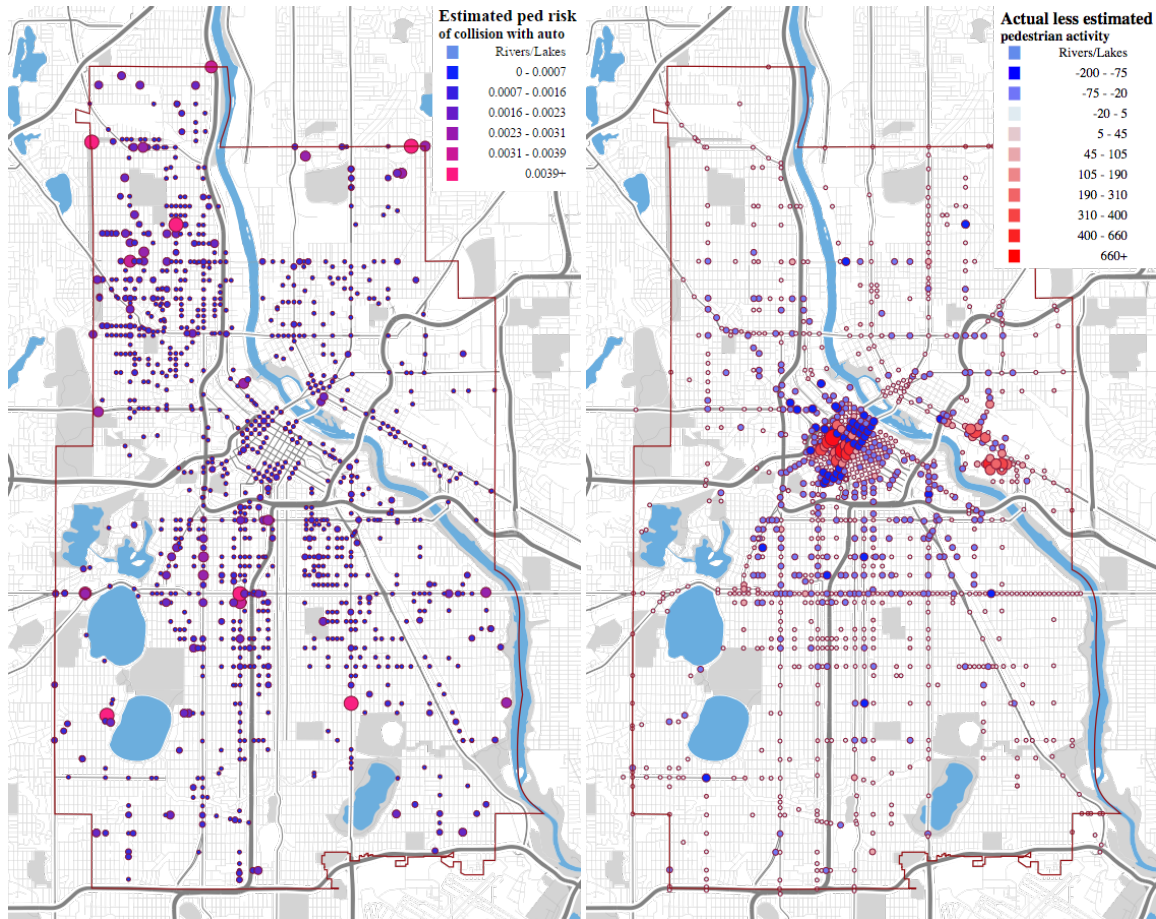 Estimated ped risk
of collision with auto
Rivers/Lakes
0 - 0.0007
0.0007 - 0.0016
0.0016 - 0.0023
0.0023 - 0.0031
0.0031 - 0.0039
0.0039+
Actual less estimated
pedestrian activity
Rivers/Lakes
-200 - -75
-75 - -20
-20 - 5
5 - 45
45 - 105
105 - 190
190 - 310
310 - 400
400 - 660
660+